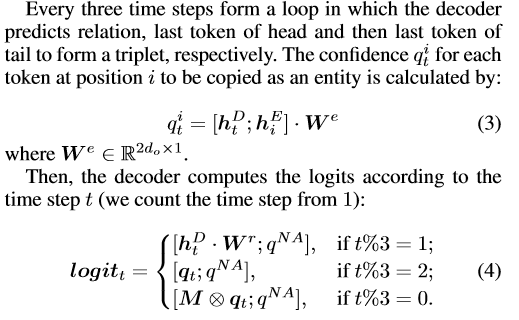 Every three time steps form a loop in which the decoder
predicts relation, last token of head and then last token of
tail to form a triplet, respectively. The confidence $q_t^i$ for each
token at position $i$ to be copied as an entity is calculated by:
$q_t^i = [\boldsymbol{h}_t^D; \boldsymbol{h}_i^E] \cdot \boldsymbol{W}^e$ (3)
where $\boldsymbol{W}^e \in \mathbb{R}^{2d_o \times 1}$.
Then, the decoder computes the logits according to the
time step $t$ (we count the time step from 1):
$\boldsymbol{logit}_t = \begin{cases} [\boldsymbol{h}_t^D \cdot \boldsymbol{W}^r; q^{NA}], & \text{if } t\%3 = 1; \\ [\boldsymbol{q}_t; q^{NA}], & \text{if } t\%3 = 2; \\ [\boldsymbol{M} \otimes \boldsymbol{q}_t; q^{NA}], & \text{if } t\%3 = 0. \end{cases}$ (4)